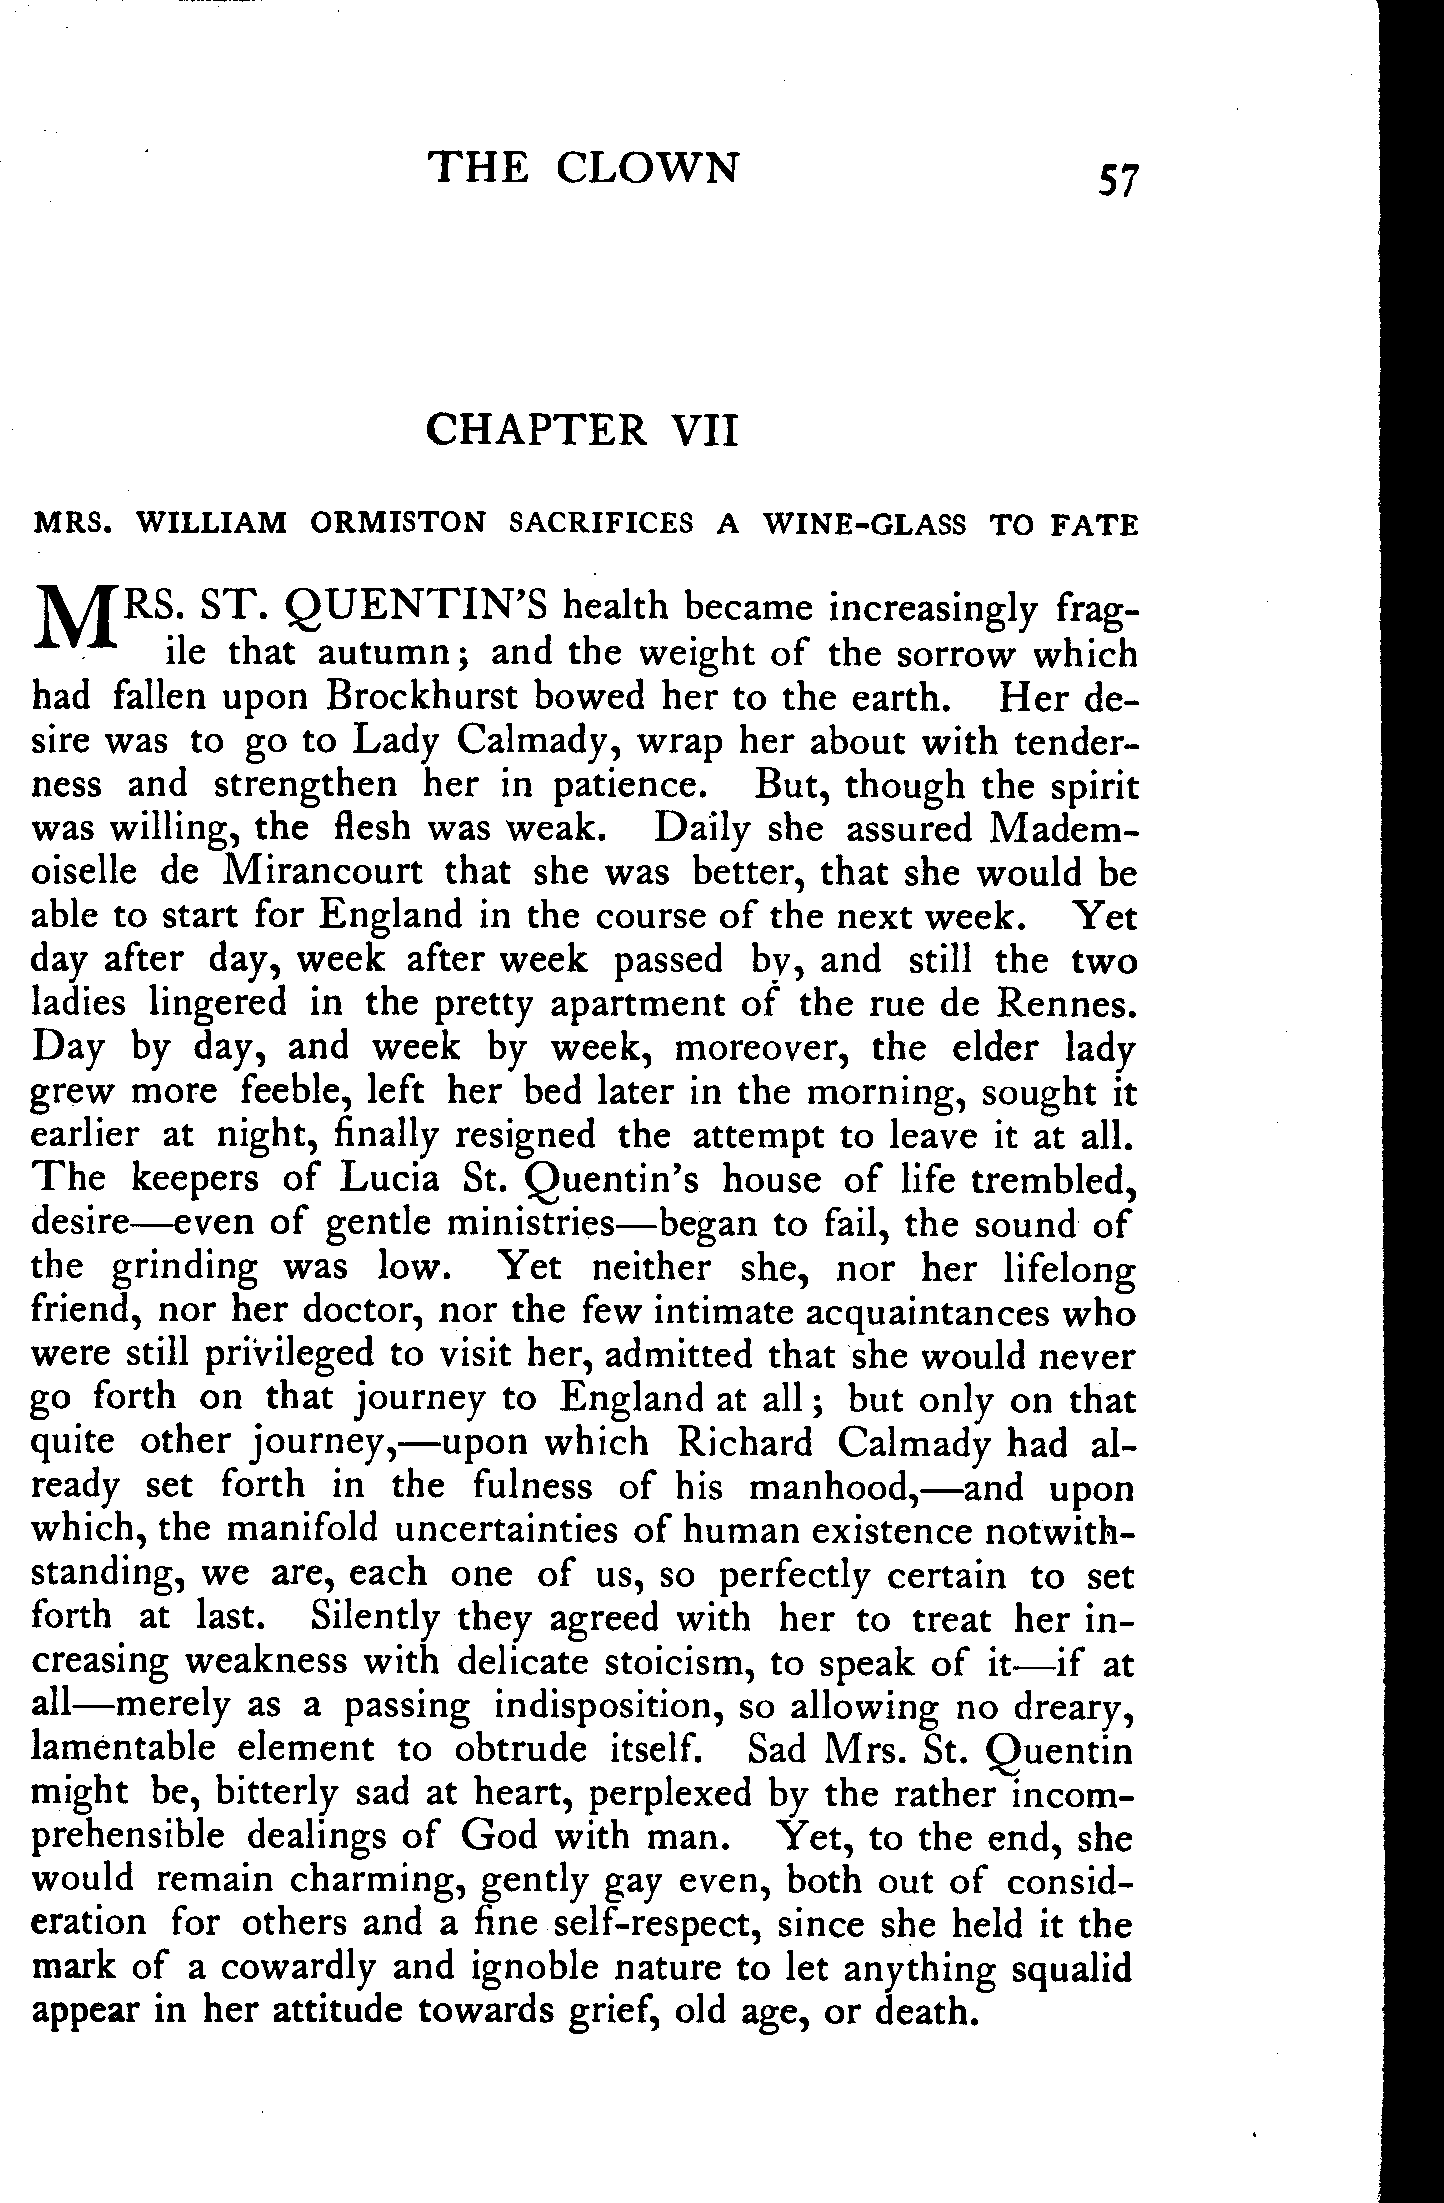 THE CLOWN 57
CHAPTER VII
MRS. WILLIAM ORMISTON SACRIFICES A WINE-GLASS TO FATE
MRS. ST. QUENTIN'S health became increasingly frag-
ile that autumn; and the weight of the sorrow which
had fallen upon Brockhurst bowed her to the earth. Her de-
sire was to go to Lady Calmady, wrap her about with tender-
ness and strengthen her in patience. But, though the spirit
was willing, the flesh was weak. Daily she assured Madem-
oiselle de Mirancourt that she was better, that she would be
able to start for England in the course of the next week. Yet
day after day, week after week passed by, and still the two
ladies lingered in the pretty apartment of the rue de Rennes.
Day by day, and week by week, moreover, the elder lady
grew more feeble, left her bed later in the morning, sought it
earlier at night, finally resigned the attempt to leave it at all.
The keepers of Lucia St. Quentin's house of life trembled,
desire—even of gentle ministries—began to fail, the sound of
the grinding was low. Yet neither she, nor her lifelong
friend, nor her doctor, nor the few intimate acquaintances who
were still privileged to visit her, admitted that she would never
go forth on that journey to England at all; but only on that
quite other journey,—upon which Richard Calmady had al-
ready set forth in the fulness of his manhood,—and upon
which, the manifold uncertainties of human existence notwith-
standing, we are, each one of us, so perfectly certain to set
forth at last. Silently they agreed with her to treat her in-
creasing weakness with delicate stoicism, to speak of it—if at
all—merely as a passing indisposition, so allowing no dreary,
lamentable element to obtrude itself. Sad Mrs. St. Quentin
might be, bitterly sad at heart, perplexed by the rather incom-
prehensible dealings of God with man. Yet, to the end, she
would remain charming, gently gay even, both out of consid-
eration for others and a fine self-respect, since she held it the
mark of a cowardly and ignoble nature to let anything squalid
appear in her attitude towards grief, old age, or death.